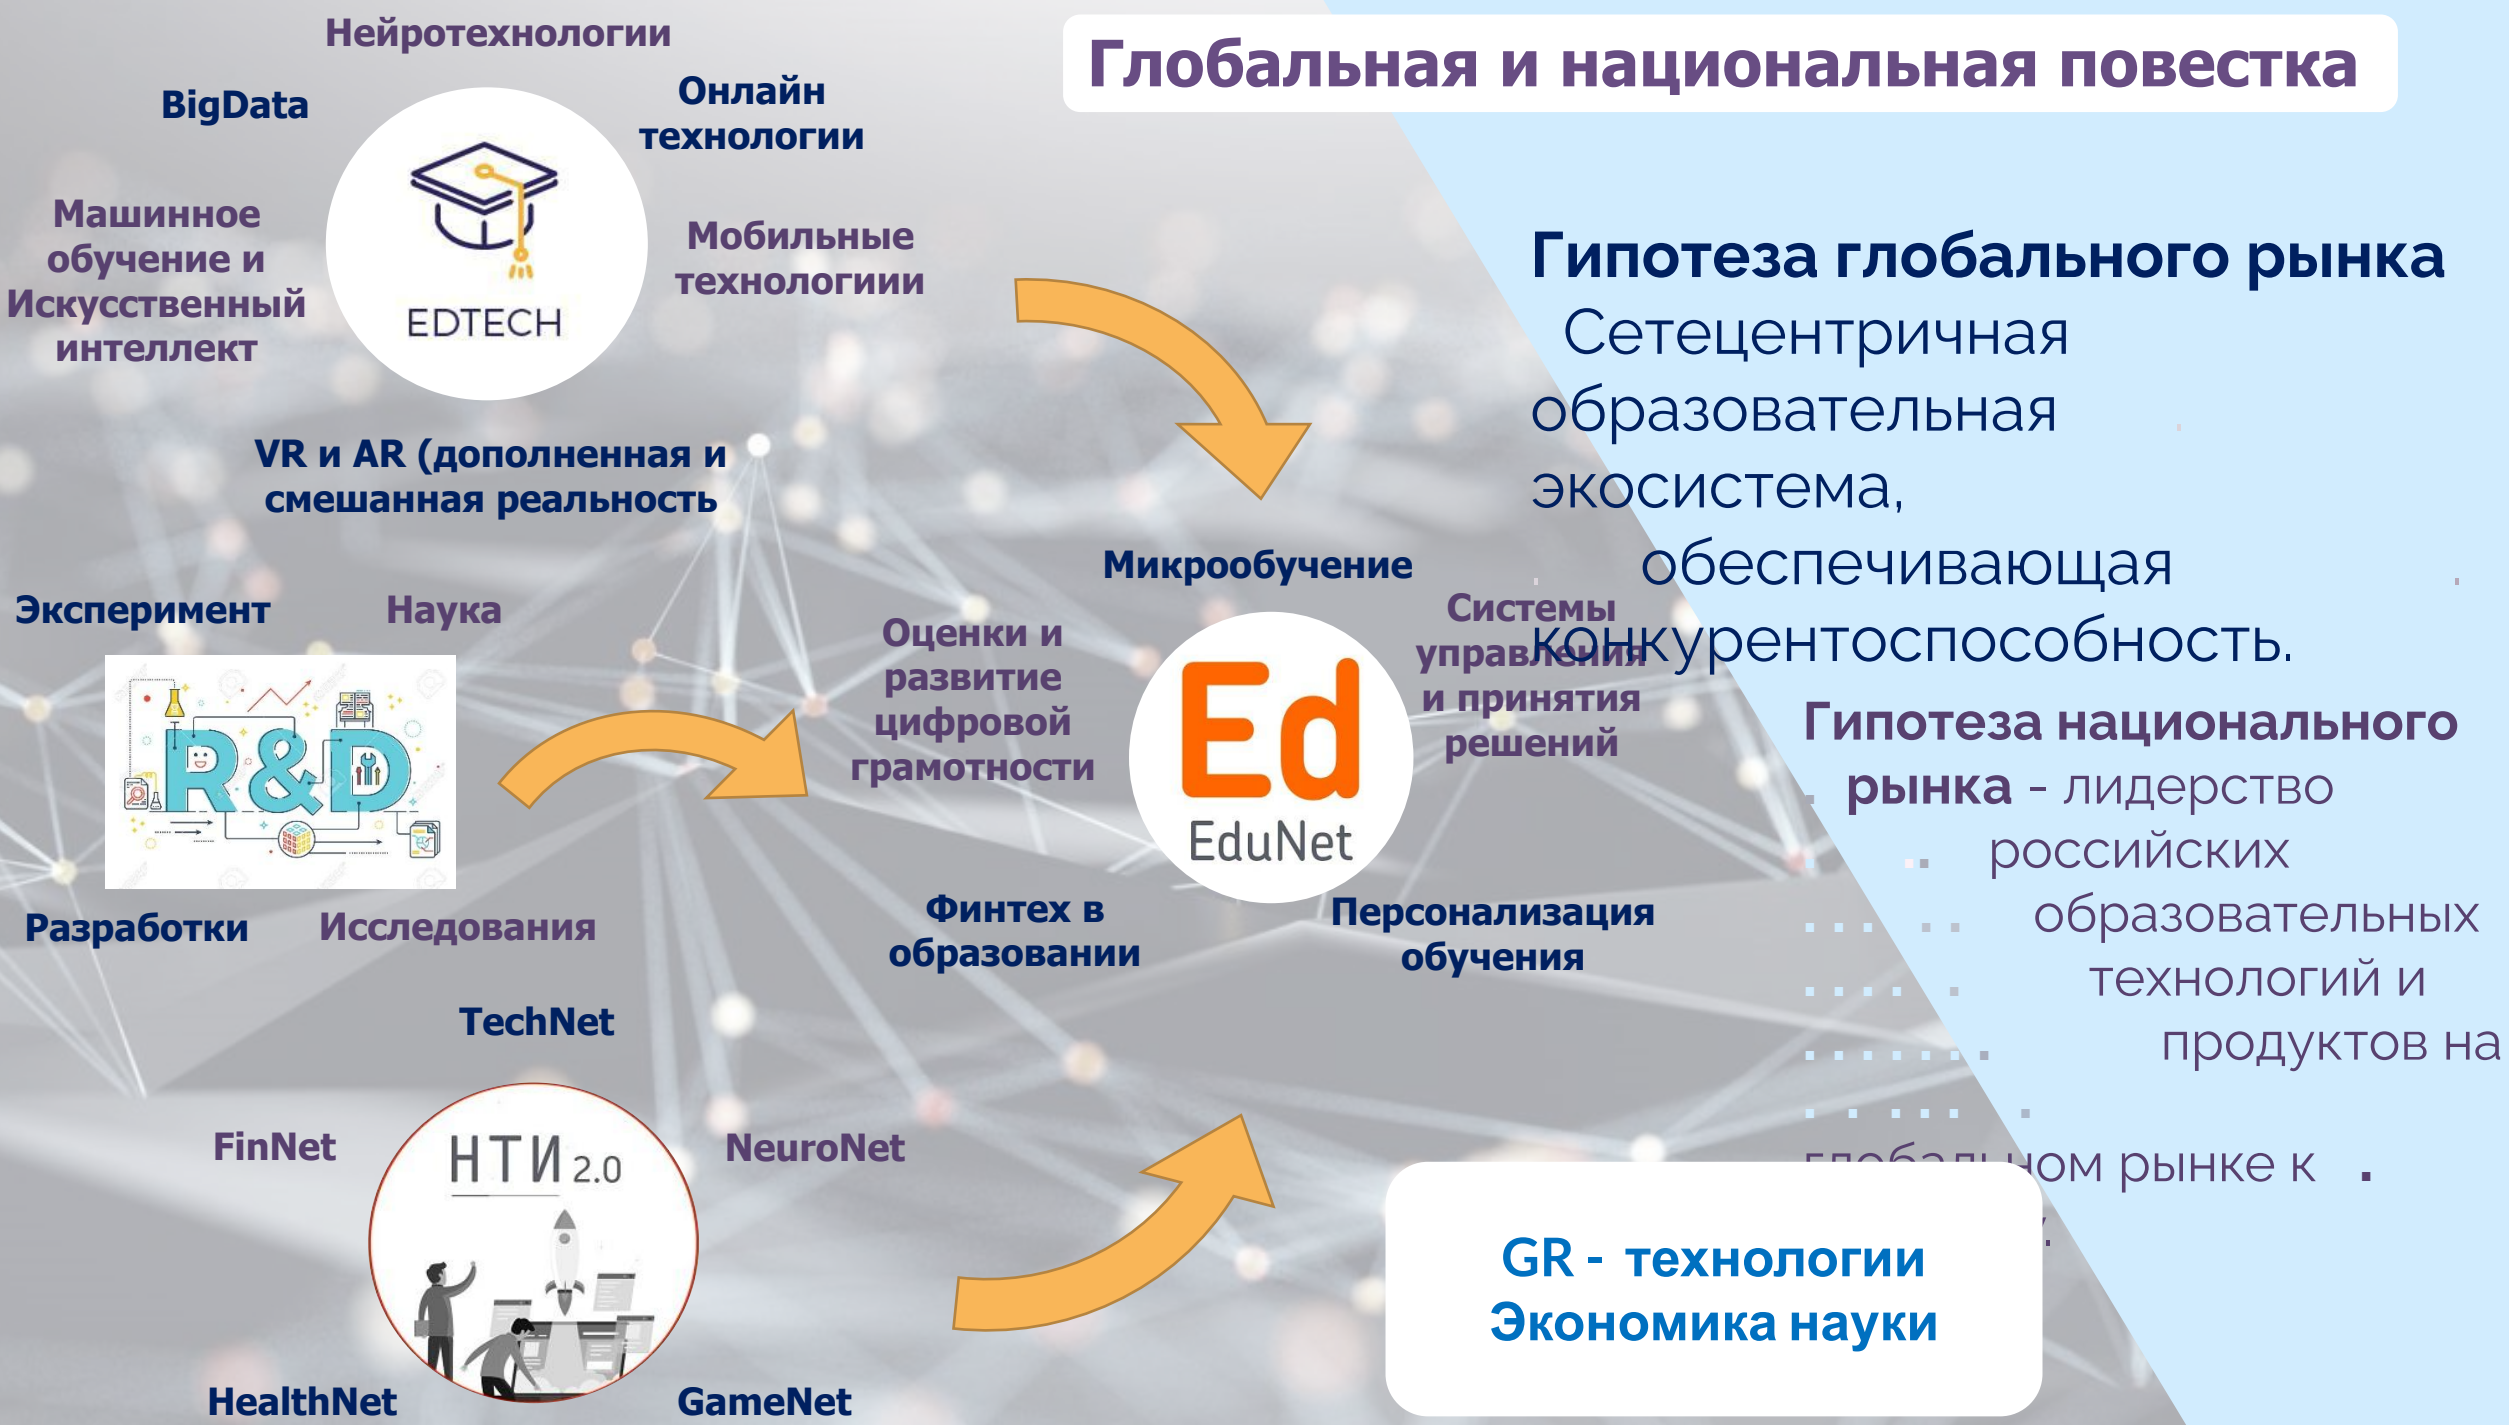 Глобальная и национальная повестка
Нейротехнологии
BigData
Онлайн
технологии
Машинное
обучение и
Искусственный
интеллект
EDTECH
Мобильные
технологиии
VR и AR (дополненная и
смешанная реальность
Эксперимент
Наука
R&D
Разработки
Исследования
TechNet
FinNet
НТИ 2.0
NeuroNet
HealthNet
GameNet
Микрообучение
Оценки и
развитие
цифровой
грамотности
Ed
EduNet
Системы
управления
и принятия
решений
Финтех в
образовании
Персонализация
обучения
Гипотеза глобального рынка
Сетецентричная
образовательная
экосистема,
обеспечивающая
конкурентоспособность.
Гипотеза национального
рынка - лидерство
российских
образовательных
технологий и
продуктов на
глобальном рынке к
GR - технологии
Экономика науки